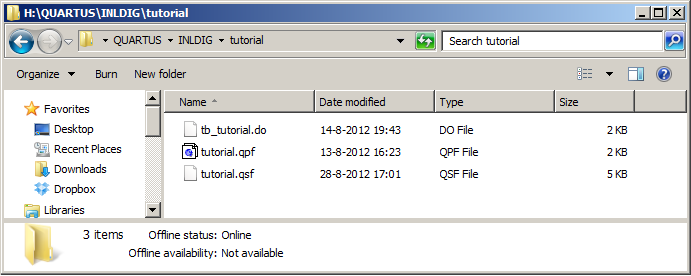 H:\QUARTUS\INLDIG\tutorial
QUARTUS INLDIG tutorial Search tutorial
Organize Burn New folder
Favorites
Desktop
Recent Places
Downloads
Dropbox
Libraries
Name Date modified Type Size
tb_tutorial.do 14-8-2012 19:43 DO File 2 KB
tutorial.qpf 13-8-2012 16:23 QPF File 2 KB
tutorial.qsf 28-8-2012 17:01 QSF File 5 KB
3 items Offline status: Online
Offline availability: Not available